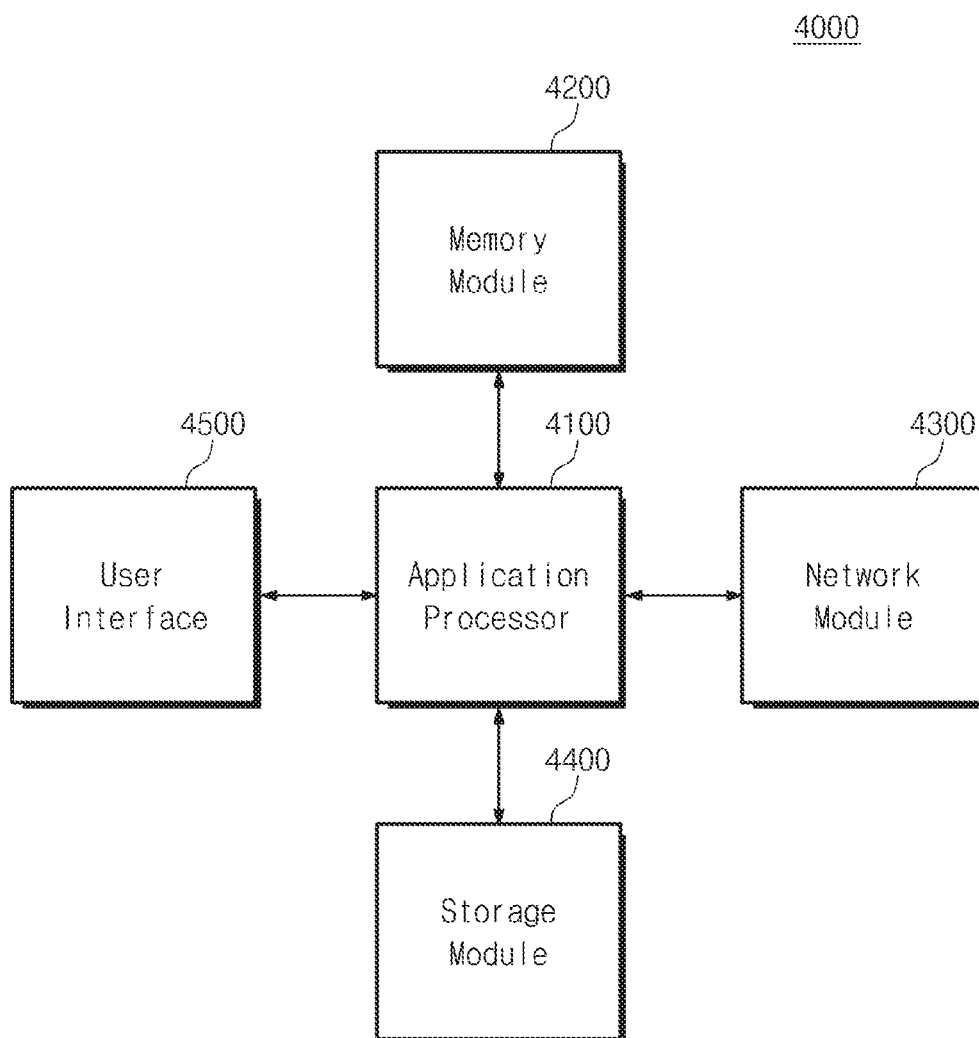 4000
4200
Memory
Module
4500
4100
4300
User
Interface
Application
Processor
Network
Module
4400
Storage
Module